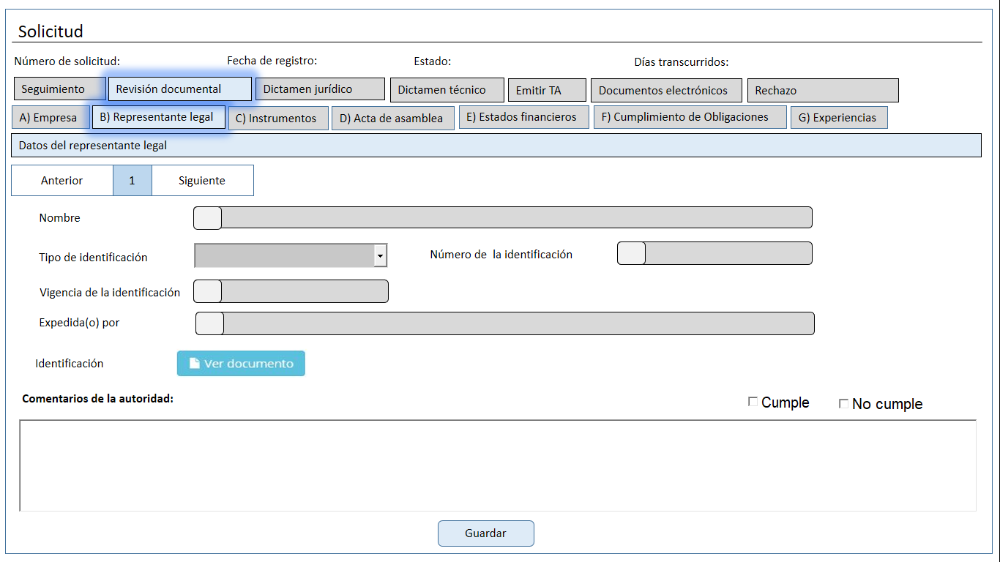 Solicitud
Número de solicitud: Fecha de registro: Estado: Días transcurridos:
Seguimiento Revisión documental Dictamen jurídico Dictamen técnico Emitir TA Documentos electrónicos Rechazo
A) Empresa B) Representante legal C) Instrumentos D) Acta de asamblea E) Estados financieros F) Cumplimiento de Obligaciones G) Experiencias
Datos del representante legal
Anterior 1 Siguiente
Nombre
Tipo de identificación Número de la identificación
Vigencia de la identificación
Expedida(o) por
Identificación Ver documento
Comentarios de la autoridad: Cumple No cumple
Guardar